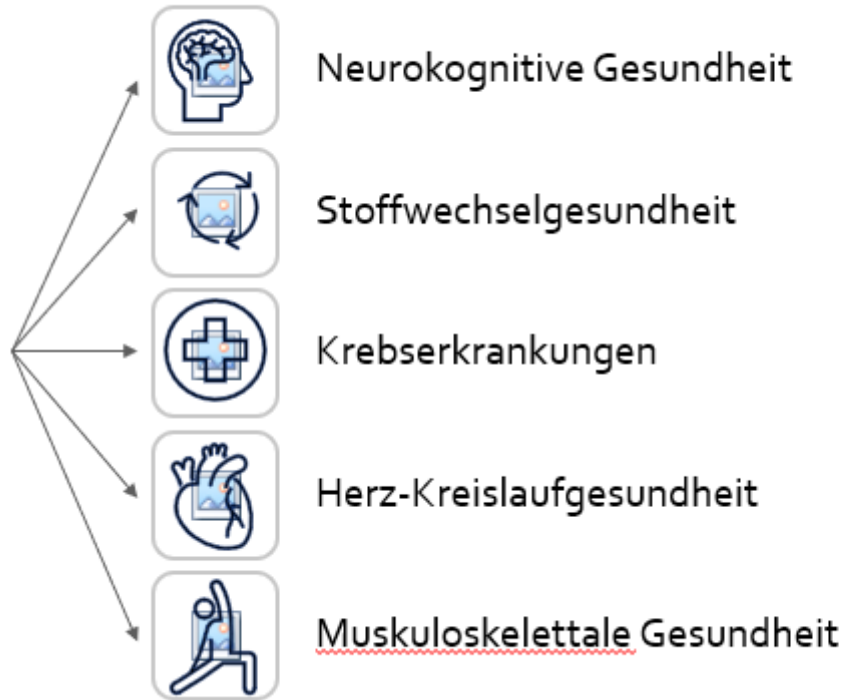 Neurokognitive Gesundheit
Stoffwechselgesundheit
Krebserkrankungen
Herz-Kreislaufgesundheit
Muskuloskelettale Gesundheit